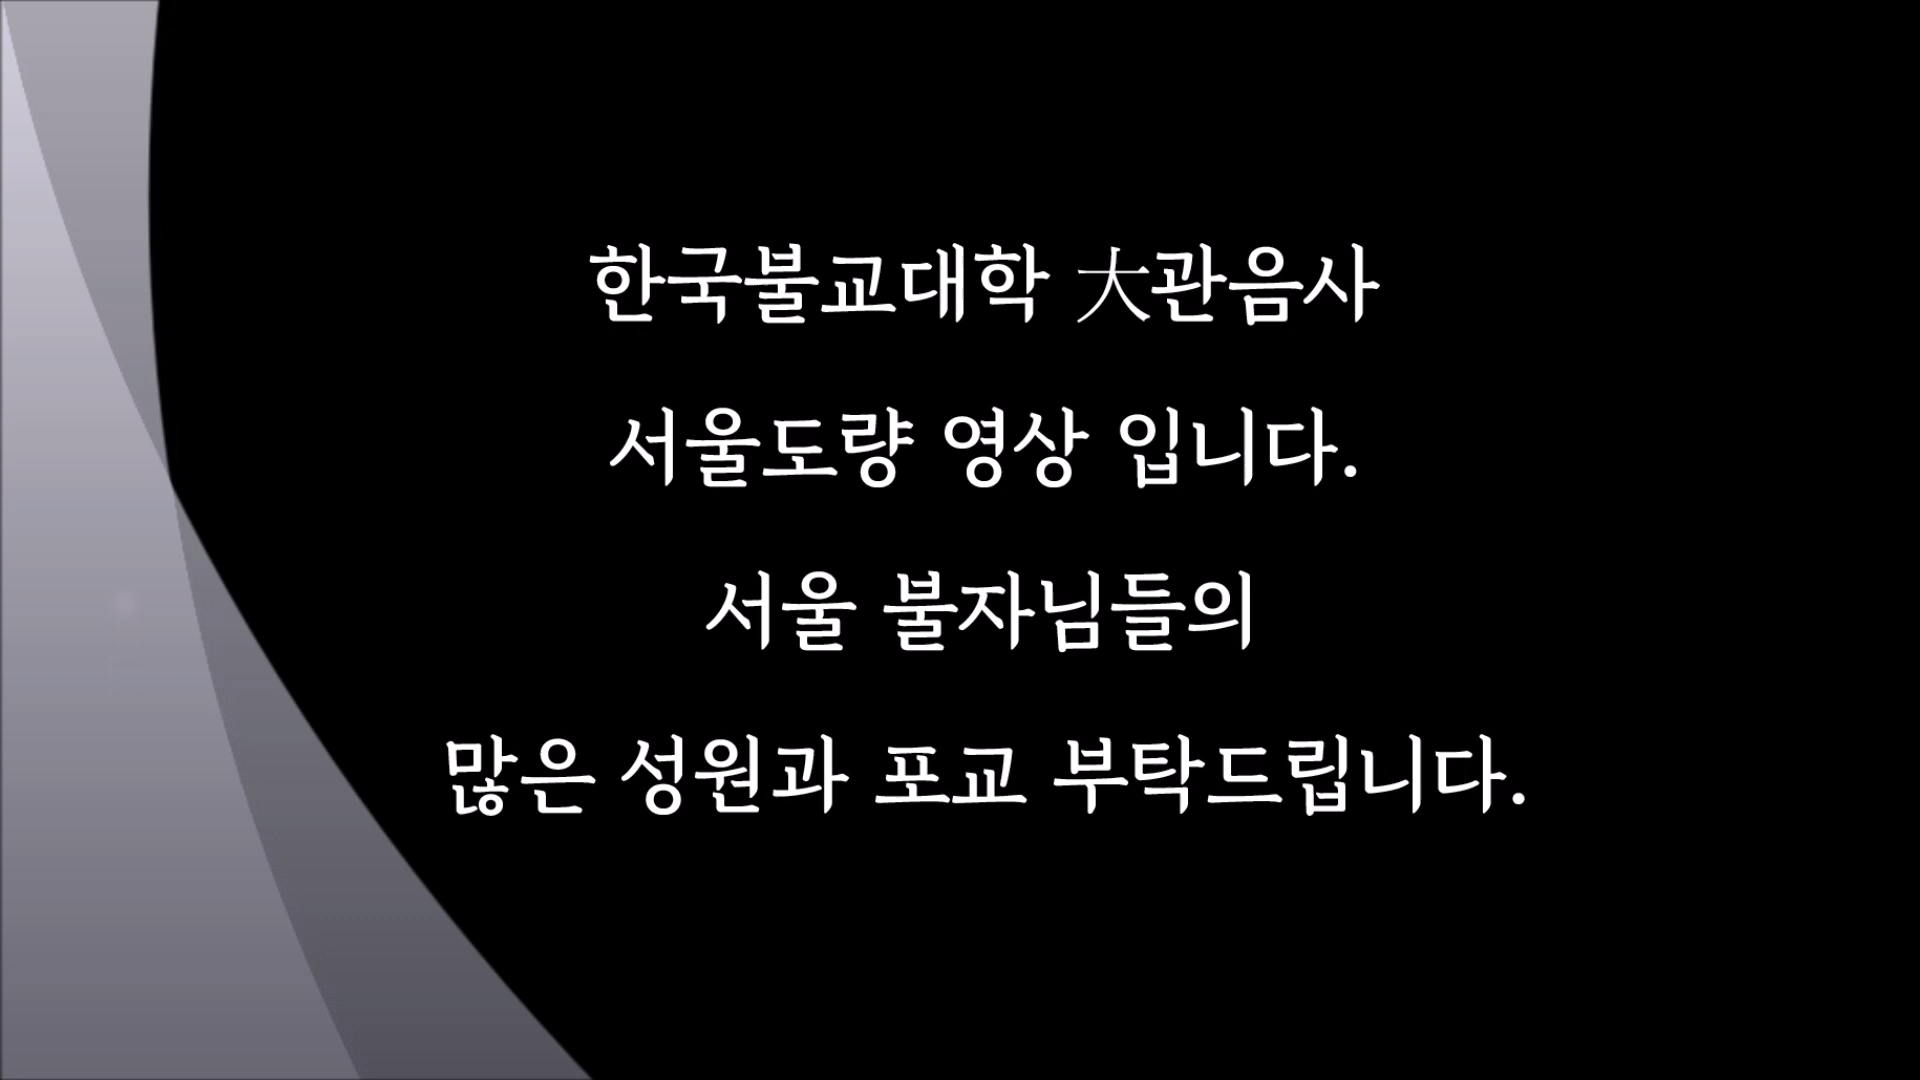 한국불교대학 大관음사
서울도량 영상 입니다.
서울 불자님들의
많은 성원과 포교 부탁드립니다.